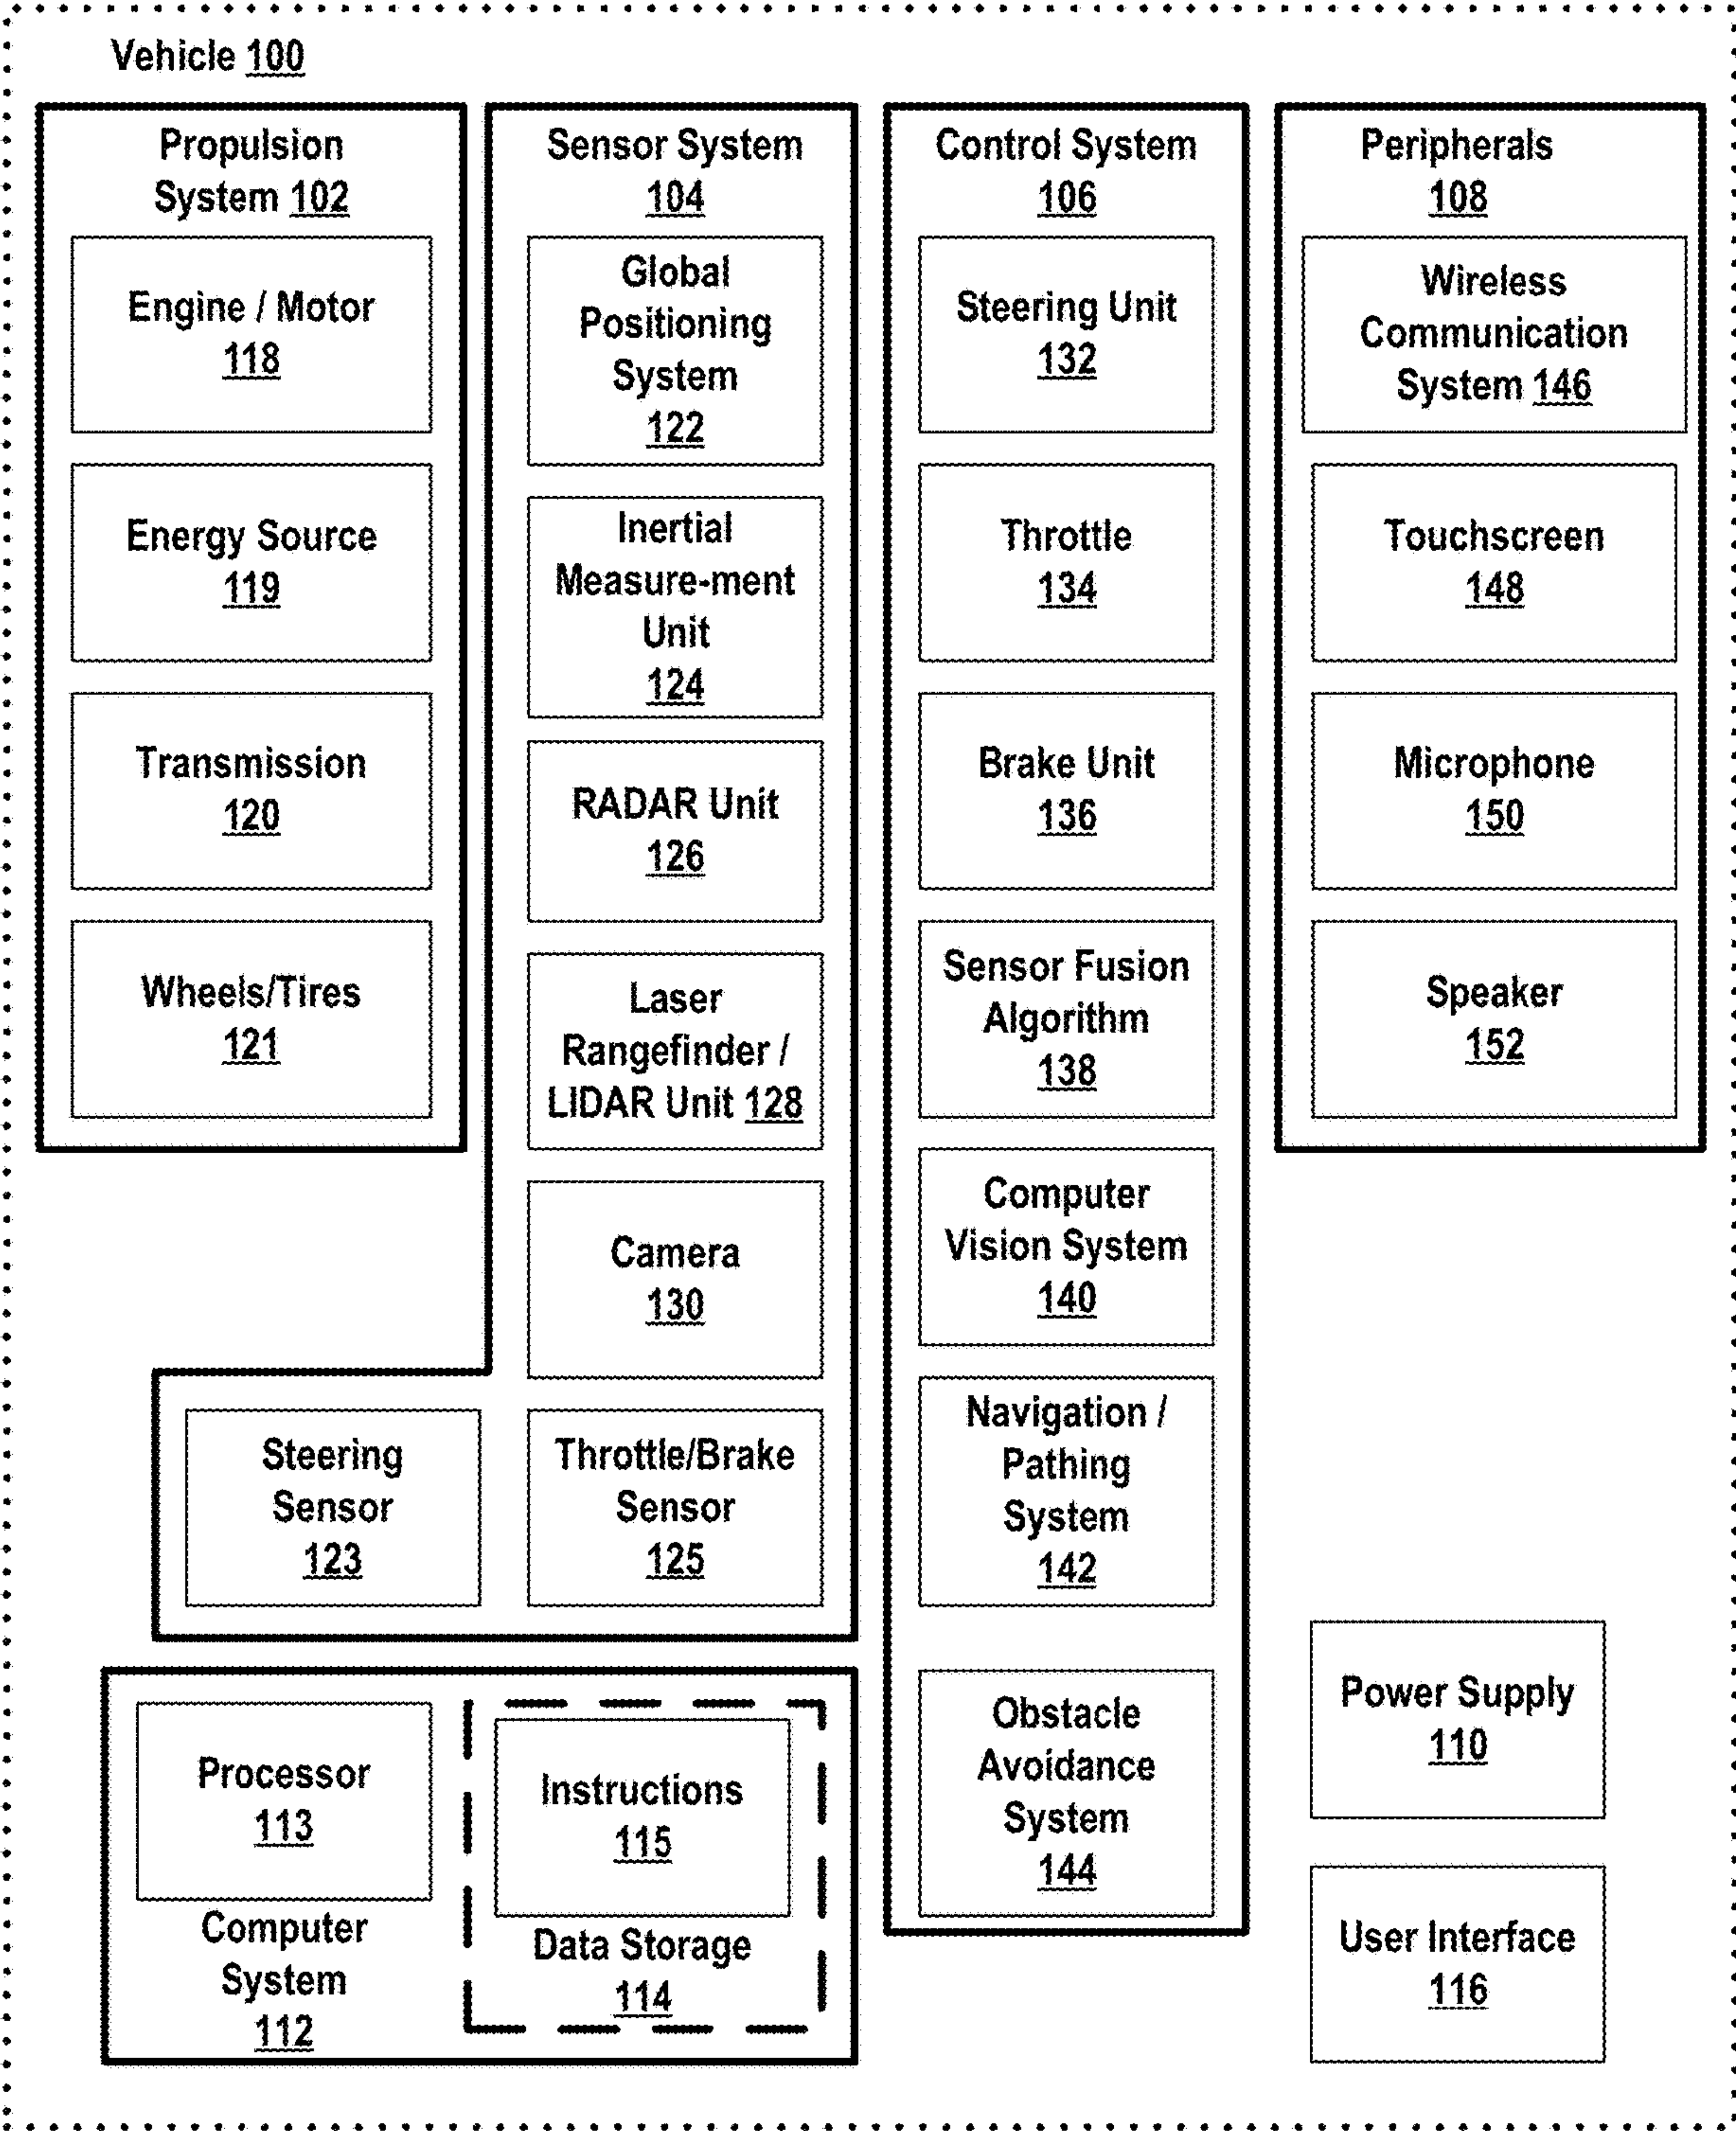 Vehicle 100
Propulsion
System 102
Engine / Motor
118
Energy Source
119
Transmission
120
Wheels/Tires
121
Sensor System
104
Global
Positioning
System
122
Inertial
Measure-ment
Unit
124
RADAR Unit
126
Laser
Rangefinder /
LIDAR Unit 128
Camera
130
Steering
Sensor
123
Throttle/Brake
Sensor
125
Control System
106
Steering Unit
132
Throttle
134
Brake Unit
136
Sensor Fusion
Algorithm
138
Computer
Vision System
140
Navigation /
Pathing
System
142
Obstacle
Avoidance
System
144
Peripherals
108
Wireless
Communication
System 146
Touchscreen
148
Microphone
150
Speaker
152
Processor
113
Computer
System
112
Instructions
115
Data Storage
114
Power Supply
110
User Interface
116